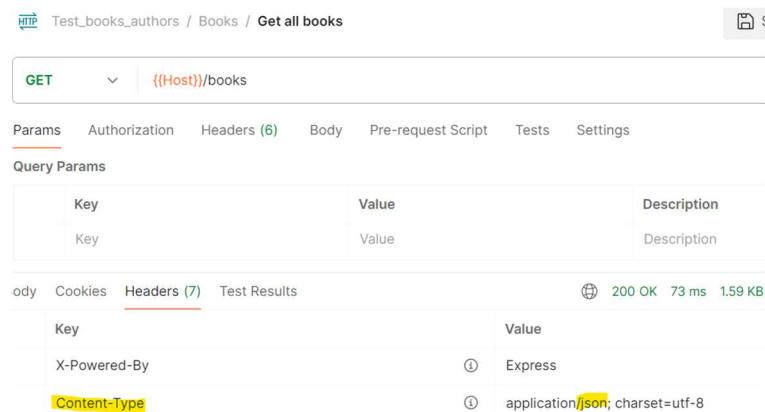 HTTP Test_books_authors / Books / Get all books
GET {{Host}}/books
Params Authorization Headers (6) Body Pre-request Script Tests Settings
Query Params
Key Value Description
Key Value Description
ody Cookies Headers (7) Test Results 200 OK 73 ms 1.59 KB
Key Value
X-Powered-By Express
Content-Type application/json; charset=utf-8